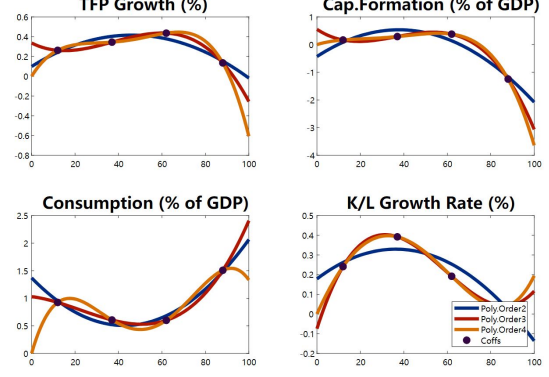 TFP Growth (%)
Cap.Formation (% of GDP)
0.6
0.4
0.2
0
-0.2
-0.4
-0.6
-0.8
0 20 40 60 80 100
1
0
-1
-2
-3
-4
0 20 40 60 80 100
Consumption (% of GDP)
K/L Growth Rate (%)
2.5
2
1.5
1
0.5
0
0 20 40 60 80 100
0.5
0.4
0.3
0.2
0.1
0
-0.1
-0.2
0 20 40 60 80 100
Poly.Order2
Poly.Order3
Poly.Order4
Coffs